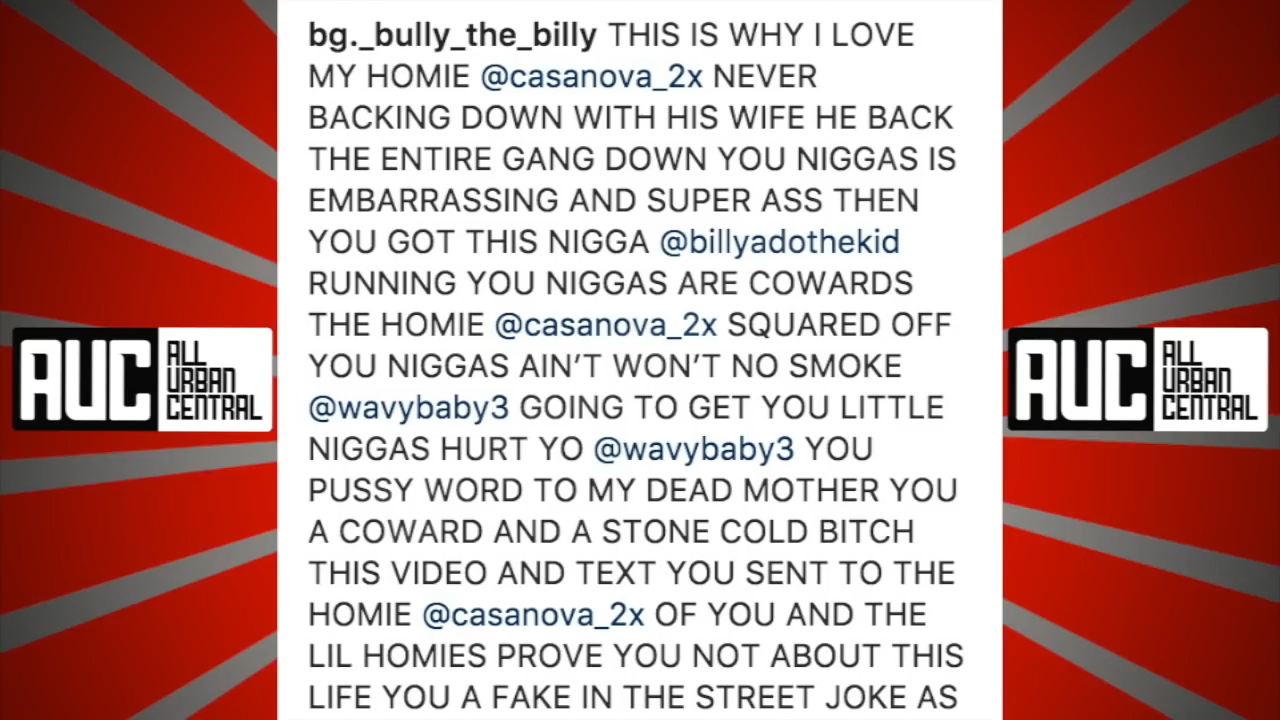 bg._bully_the_billy THIS IS WHY I LOVE
MY HOMIE @casanova_2x NEVER
BACKING DOWN WITH HIS WIFE HE BACK
THE ENTIRE GANG DOWN YOU NIGGAS IS
EMBARRASSING AND SUPER ASS THEN
YOU GOT THIS NIGGA @billyadothekid
RUNNING YOU NIGGAS ARE COWARDS
THE HOMIE @casanova_2x SQUARED OFF
YOU NIGGAS AIN’T WON’T NO SMOKE
@wavybaby3 GOING TO GET YOU LITTLE
NIGGAS HURT YO @wavybaby3 YOU
PUSSY WORD TO MY DEAD MOTHER YOU
A COWARD AND A STONE COLD BITCH
THIS VIDEO AND TEXT YOU SENT TO THE
HOMIE @casanova_2x OF YOU AND THE
LIL HOMIES PROVE YOU NOT ABOUT THIS
LIFE YOU A FAKE IN THE STREET JOKE AS
AUC ALL
URBAN
CENTRAL
AUC ALL
URBAN
CENTRAL